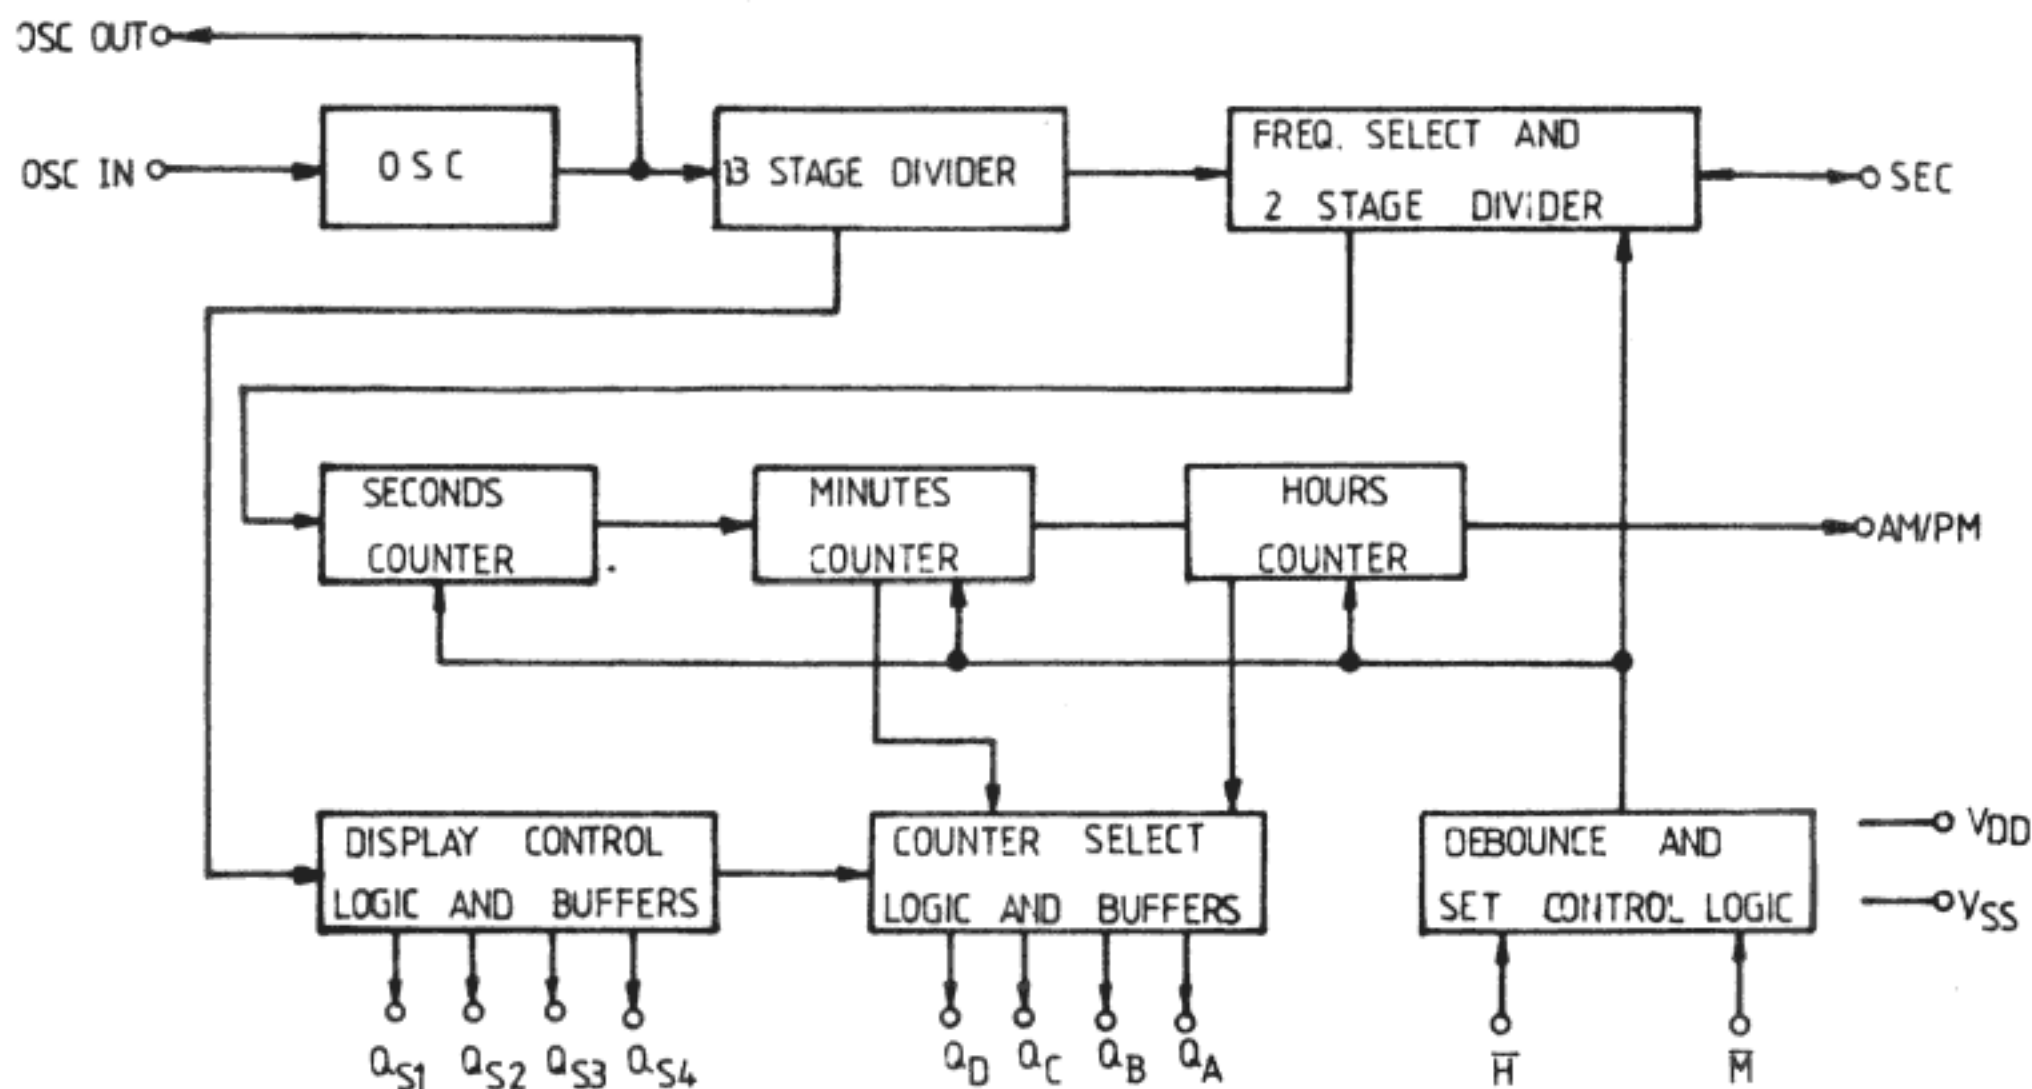 OSC OUT
OSC IN
OSC
13 STAGE DIVIDER
FREQ. SELECT AND
2 STAGE DIVIDER
SEC
SECONDS
COUNTER
MINUTES
COUNTER
HOURS
COUNTER
AM/PM
DISPLAY CONTROL
LOGIC AND BUFFERS
COUNTER SELECT
LOGIC AND BUFFERS
DEBOUNCE AND
SET CONTROL LOGIC
VDD
VSS
QS1 QS2 QS3 QS4
QD QC QB QA
H̅ M̅